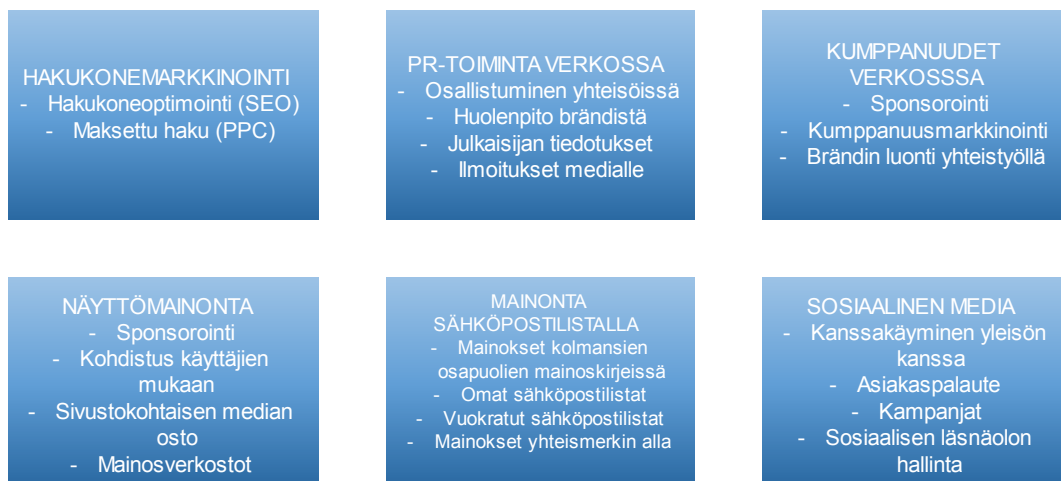 HAKUKONEMARKKINOINTI
- Hakukoneoptimointi (SEO)
- Maksettu haku (PPC)
PR-TOIMINTA VERKOSSA
- Osallistuminen yhteisöissä
- Huolenpito brändistä
- Julkaisijan tiedotukset
- Ilmoitukset medialle
KUMPPANUUDET
VERKOSSSA
- Sponsorointi
- Kumppanuusmarkkinointi
- Brändin luonti yhteistyöllä
NÄYTTÖMAINONTA
- Sponsorointi
- Kohdistus käyttäjien
mukaan
- Sivustokohtaisen median
osto
- Mainosverkostot
MAINONTA
SÄHKÖPOSTILISTALLA
- Mainokset kolmansien
osapuolien mainoskirjeissä
- Omat sähköpostilistat
- Vuokratut sähköpostilistat
- Mainokset yhteismerkin alla
SOSIAALINEN MEDIA
- Kanssakäyminen yleisön
kanssa
- Asiakaspalaute
- Kampanjat
- Sosiaalisen läsnäolon
hallinta